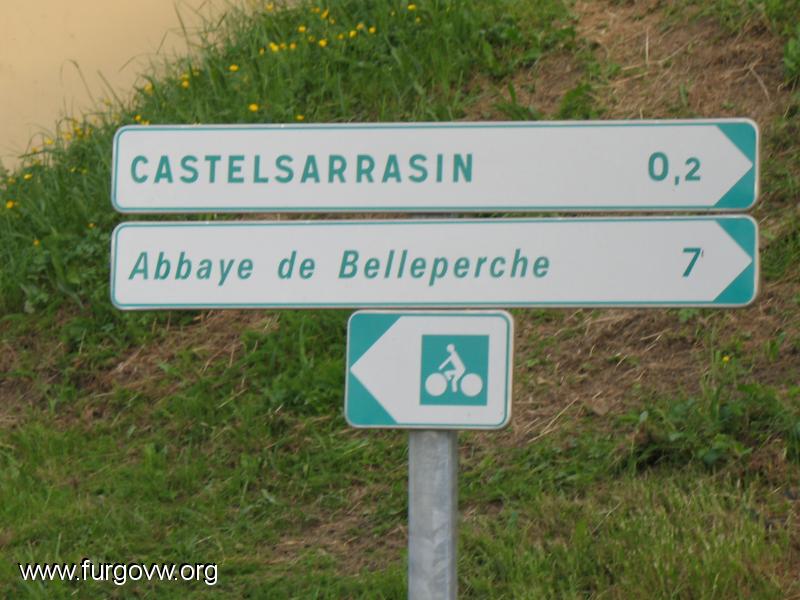 CASTELSARRASIN 0,2
Abbaye de Belleperche 7
www.furgovw.org